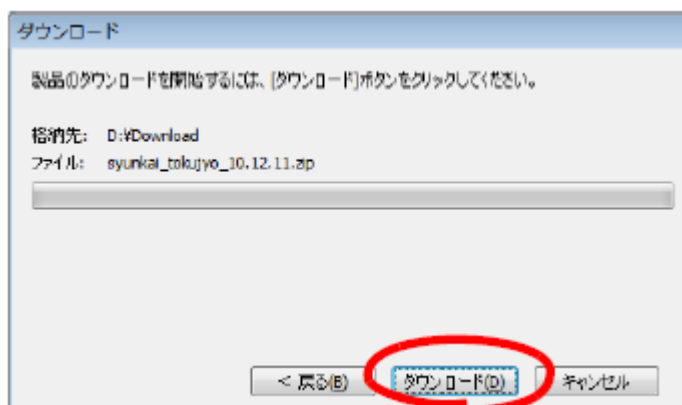 ダウンロード
製品のダウンロードを開始するには、[ダウンロード]ボタンをクリックしてください。
格納先: D:¥Download
ファイル: syunkai_tokujyo_10.12.11.zip
< 戻る(B) ダウンロード(D) キャンセル